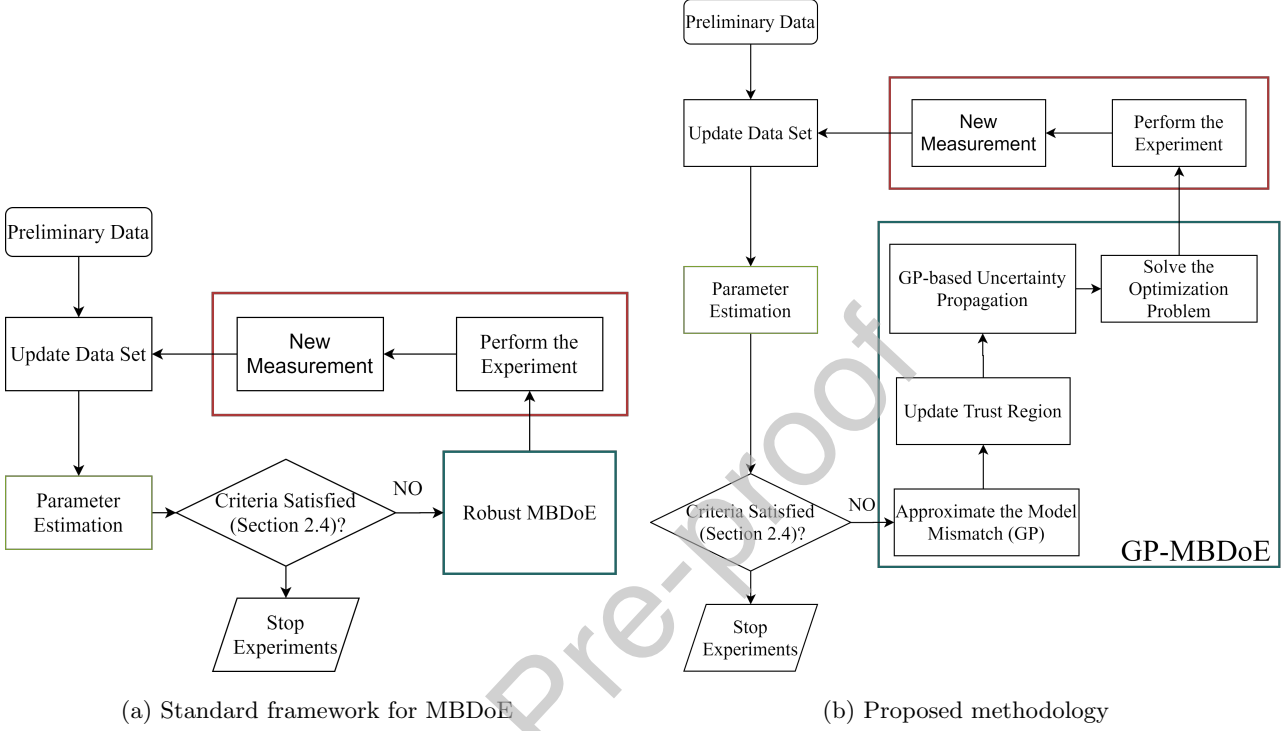 Preliminary Data
Update Data Set
New
Measurement
Perform the
Experiment
Parameter
Estimation
Criteria Satisfied
(Section 2.4)?
NO
Robust MBDoE
Stop
Experiments
(a) Standard framework for MBDoE
Preliminary Data
Update Data Set
New
Measurement
Perform the
Experiment
Parameter
Estimation
GP-based Uncertainty
Propagation
Solve the
Optimization
Problem
Update Trust Region
Criteria Satisfied
(Section 2.4)?
NO
Approximate the Model
Mismatch (GP)
GP-MBDoE
Stop
Experiments
(b) Proposed methodology
Pre-proof